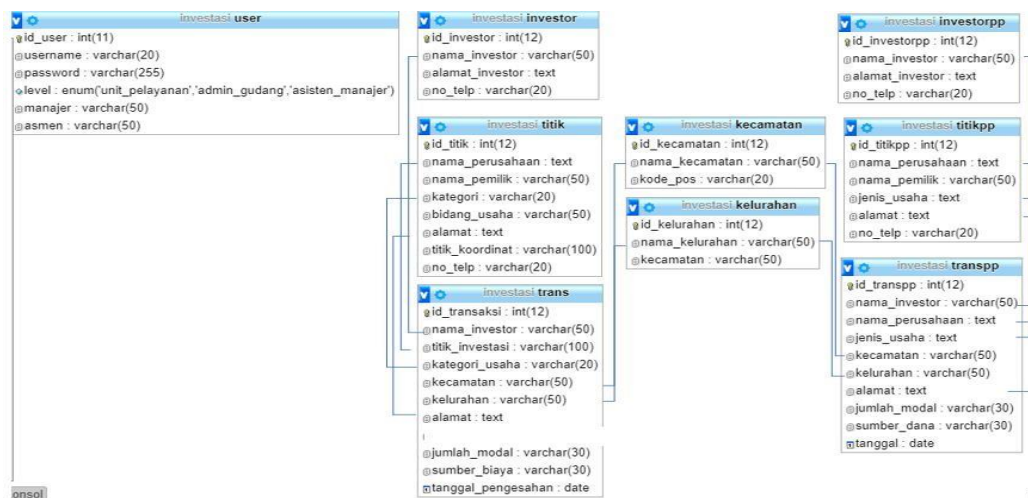 investasi user
id_user : int(11)
username : varchar(20)
password : varchar(255)
level : enum('unit_pelayanan','admin_gudang','asisten_manajer')
manajer : varchar(50)
asmen : varchar(50)
investasi investor
id_investor : int(12)
nama_investor : varchar(50)
alamat_investor : text
no_telp : varchar(20)
investasi titik
id_titik : int(12)
nama_perusahaan : text
nama_pemilik : varchar(50)
kategori : varchar(20)
bidang_usaha : varchar(50)
alamat : text
titik_koordinat : varchar(100)
no_telp : varchar(20)
investasi trans
id_transaksi : int(12)
nama_investor : varchar(50)
titik_investasi : varchar(100)
kategori_usaha : varchar(20)
kecamatan : varchar(50)
kelurahan : varchar(50)
alamat : text
jumlah_modal : varchar(30)
sumber_biaya : varchar(30)
tanggal_pengesahan : date
investasi kecamatan
id_kecamatan : int(12)
nama_kecamatan : varchar(50)
kode_pos : varchar(20)
investasi kelurahan
id_kelurahan : int(12)
nama_kelurahan : varchar(50)
kecamatan : varchar(50)
investasi investorpp
id_investorpp : int(12)
nama_investor : varchar(50)
alamat_investor : text
no_telp : varchar(20)
investasi titikpp
id_titikpp : int(12)
nama_perusahaan : text
nama_pemilik : varchar(50)
jenis_usaha : text
alamat : text
no_telp : varchar(20)
investasi transpp
id_transpp : int(12)
nama_investor : varchar(50)
nama_perusahaan : text
jenis_usaha : text
kecamatan : varchar(50)
kelurahan : varchar(50)
alamat : text
jumlah_modal : varchar(30)
sumber_dana : varchar(30)
tanggal : date
onsol